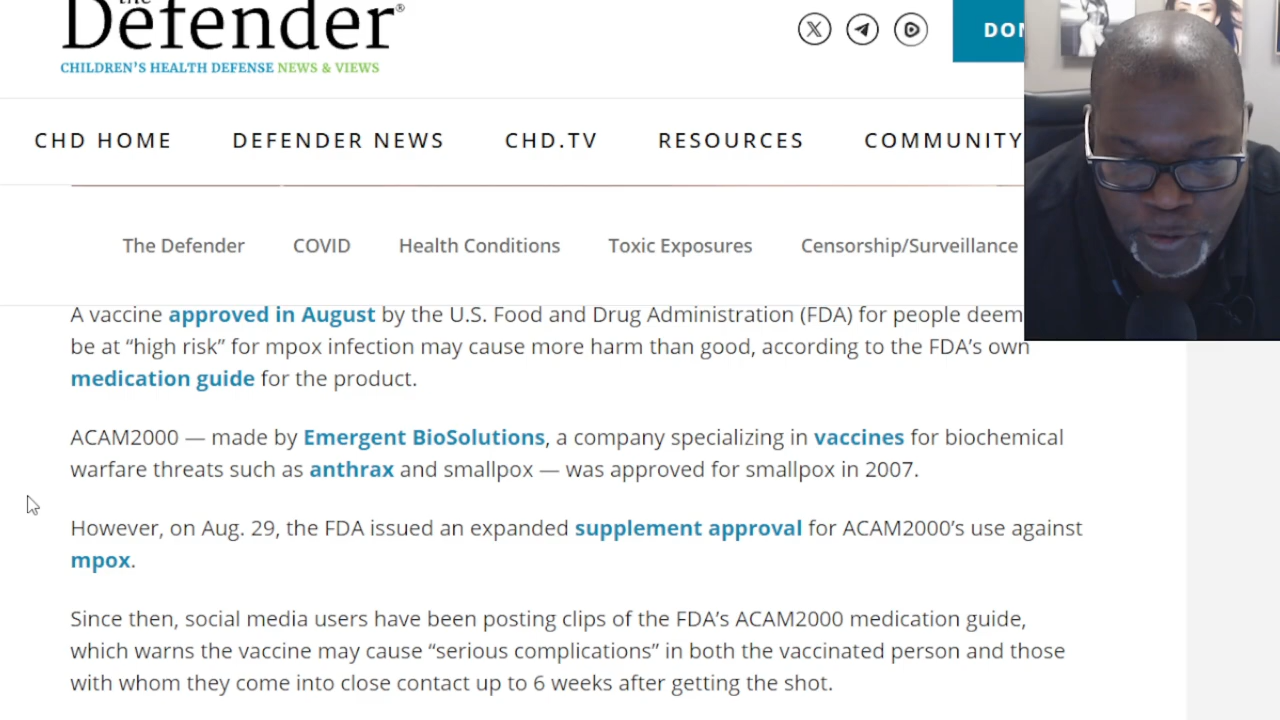 the
Defender®
CHILDREN'S HEALTH DEFENSE NEWS & VIEWS
CHD HOME DEFENDER NEWS CHD.TV RESOURCES COMMUNITY
The Defender COVID Health Conditions Toxic Exposures Censorship/Surveillance
A vaccine approved in August by the U.S. Food and Drug Administration (FDA) for people
be at “high risk” for mpox infection may cause more harm than good, according to the FDA’s own
medication guide for the product.
ACAM2000 — made by Emergent BioSolutions, a company specializing in vaccines for biochemical
warfare threats such as anthrax and smallpox — was approved for smallpox in 2007.
However, on Aug. 29, the FDA issued an expanded supplement approval for ACAM2000’s use against
mpox.
Since then, social media users have been posting clips of the FDA’s ACAM2000 medication guide,
which warns the vaccine may cause “serious complications” in both the vaccinated person and those
with whom they come into close contact up to 6 weeks after getting the shot.